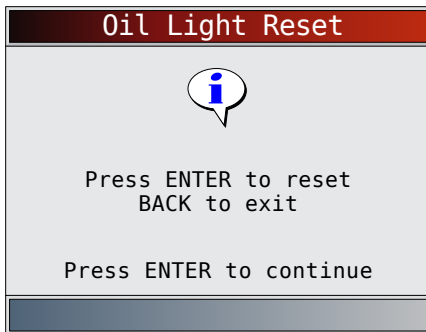 Oil Light Reset
i
Press ENTER to reset
BACK to exit
Press ENTER to continue